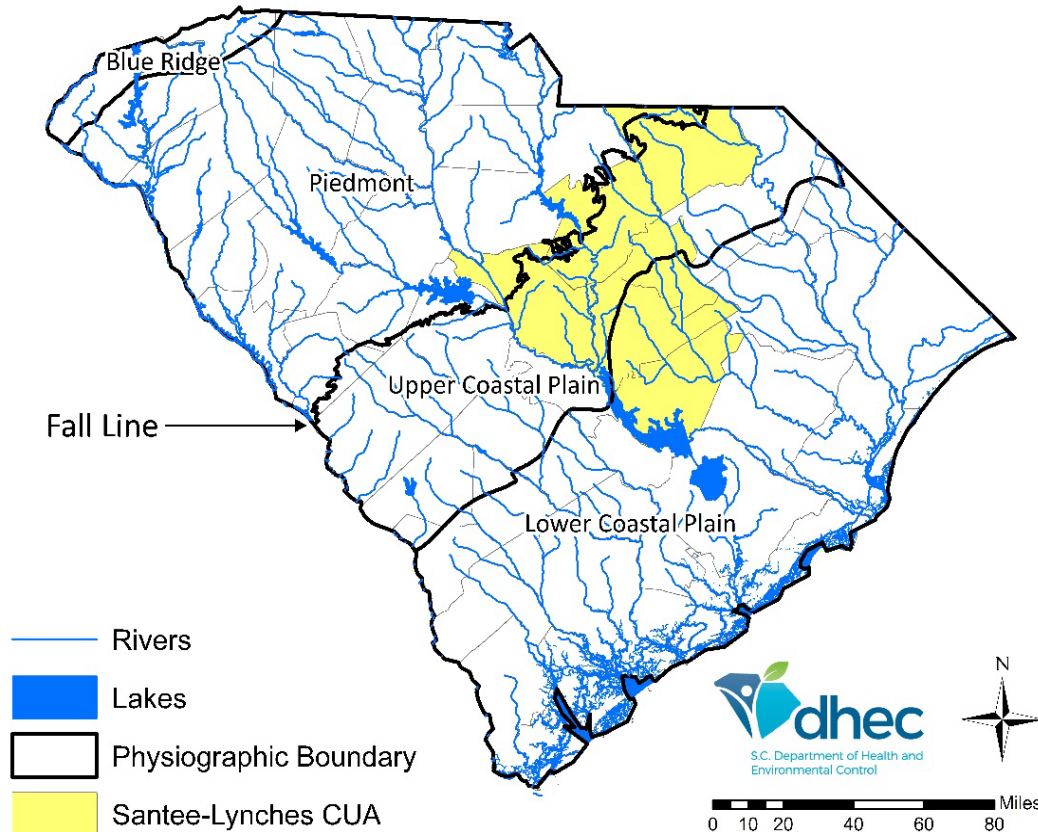 Blue Ridge
Piedmont
Upper Coastal Plain
Fall Line
Lower Coastal Plain
Rivers
Lakes
Physiographic Boundary
Santee-Lynches CUA
dhec
S.C. Department of Health and
Environmental Control
N
Miles
0 10 20 40 60 80